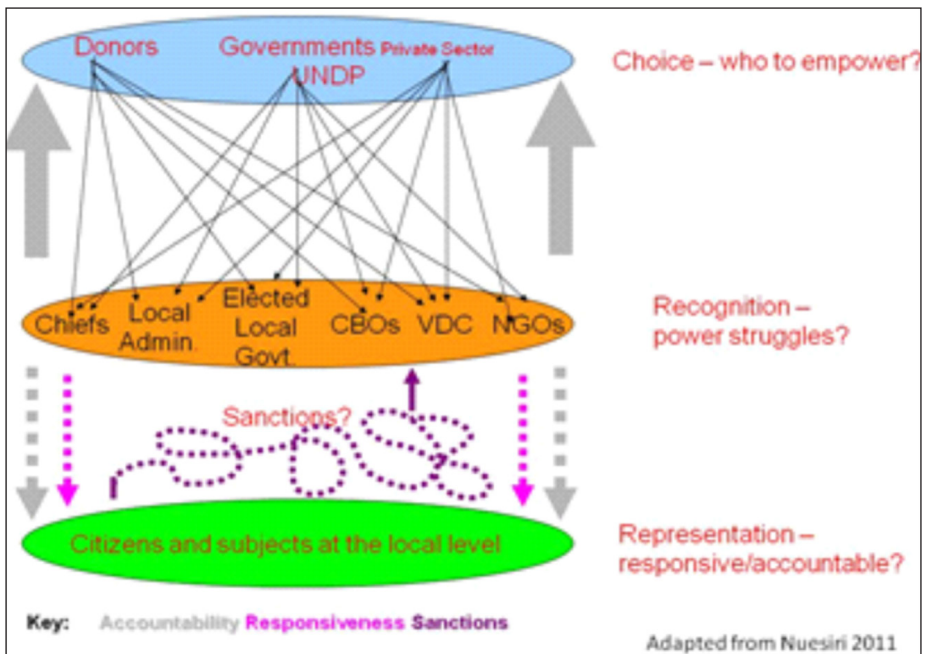 Donors Governments Private Sector
UNDP
Choice – who to empower?
Chiefs Local Admin. Elected Local Govt. CBOs VDC NGOs
Recognition –
power struggles?
Sanctions?
Citizens and subjects at the local level
Representation –
responsive/accountable?
Key: Accountability Responsiveness Sanctions
Adapted from Nuesiri 2011